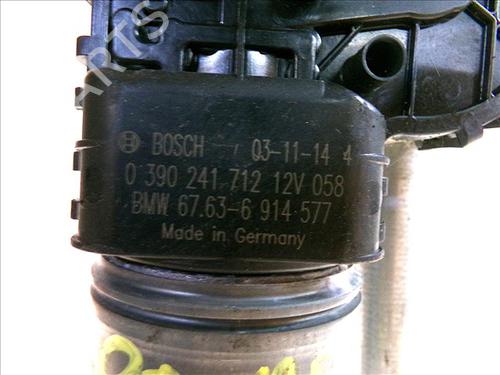 BOSCH 03-11-14 4
0 390 241 712 12V 058
BMW 67.63-6 914 577
Made in Germany